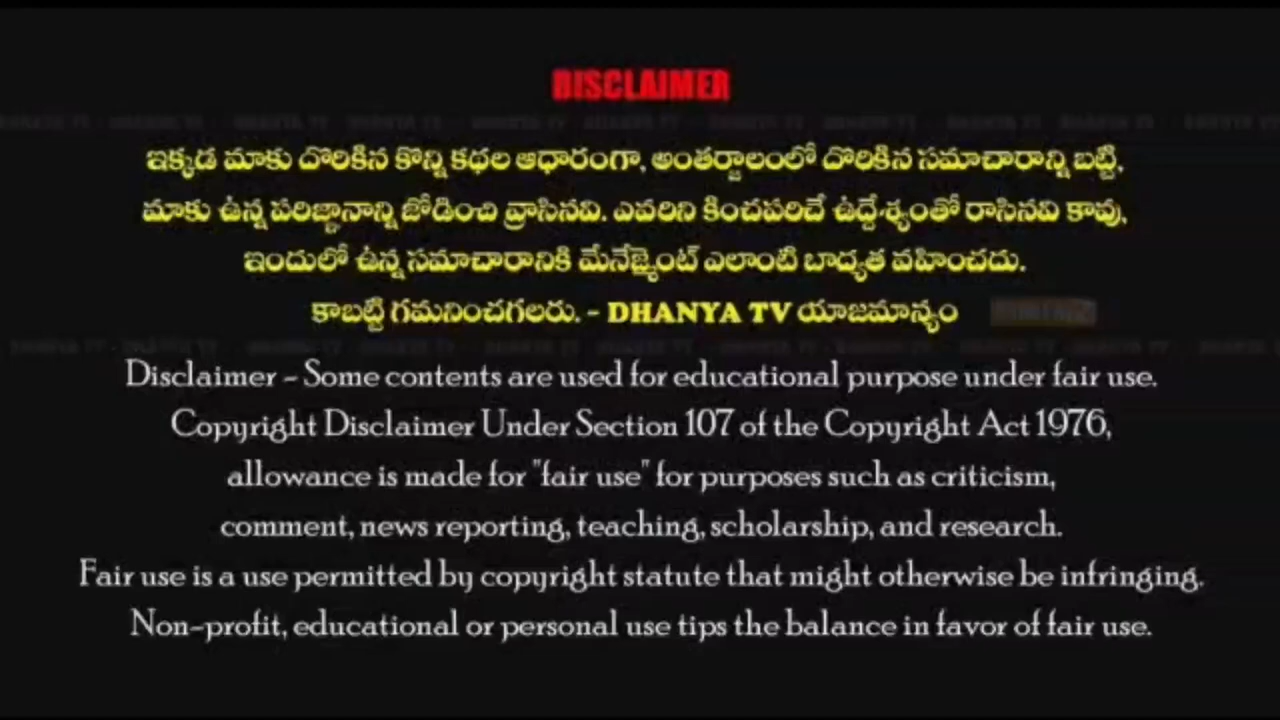 DISCLAIMER
ఇక్కడ మాకు దొరికిన కొన్ని కథల ఆధారంగా, అంతర్జాలంలో దొరికిన సమాచారాన్ని బట్టి,
మాకు ఉన్న పరిజ్ఞానాన్ని జోడించి వ్రాసినవి. ఎవరిని కించపరిచే ఉద్దేశ్యంతో రాసినవి కావు,
ఇందులో ఉన్న సమాచారానికి మేనేజ్మెంట్ ఎలాంటి బాధ్యత వహించదు.
కాబట్టి గమనించగలరు. - DHANYA TV యాజమాన్యం
Disclaimer - Some contents are used for educational purpose under fair use.
Copyright Disclaimer Under Section 107 of the Copyright Act 1976,
allowance is made for "fair use" for purposes such as criticism,
comment, news reporting, teaching, scholarship, and research.
Fair use is a use permitted by copyright statute that might otherwise be infringing.
Non-profit, educational or personal use tips the balance in favor of fair use.